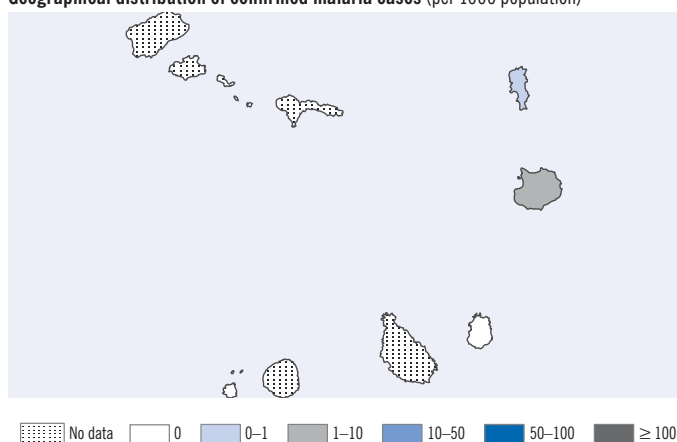 Geographical distribution of confirmed malaria cases (per 1000 population)
No data 0 0–1 1–10 10–50 50–100 ≥ 100